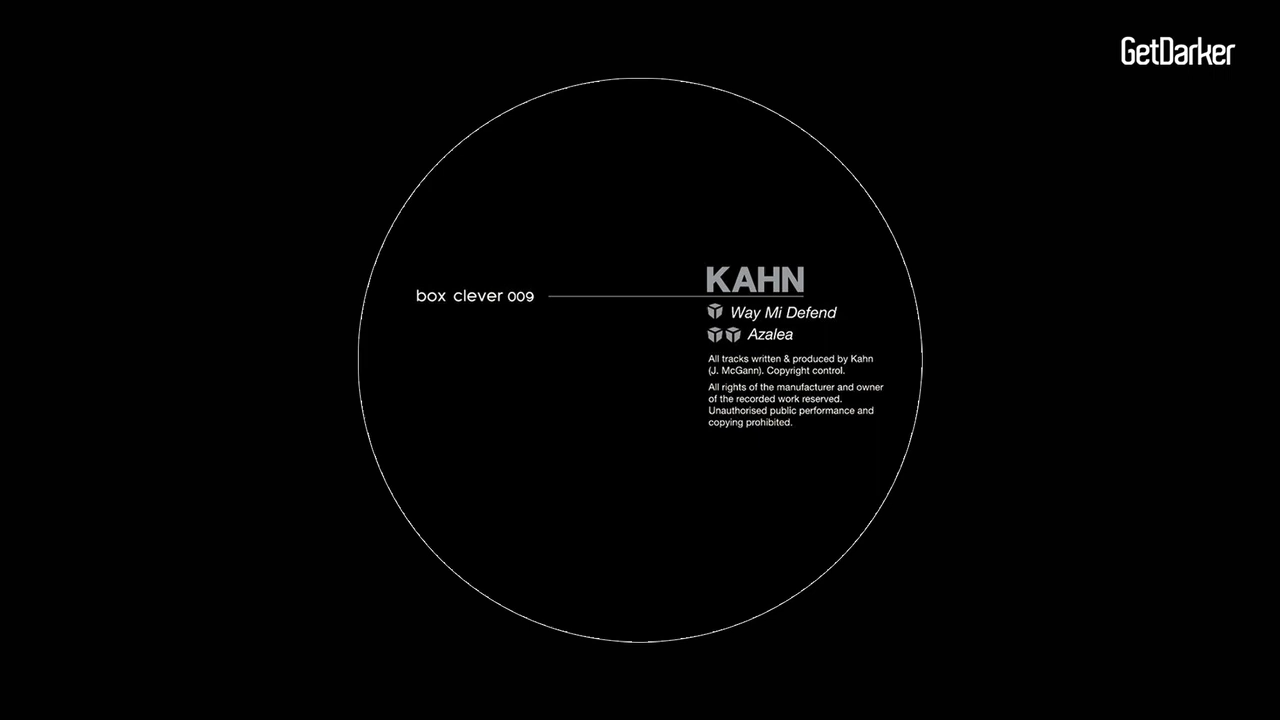 GetDarker
box clever 009
KAHN
Way Mi Defend
Azalea
All tracks written & produced by Kahn
(J. McGann). Copyright control.
All rights of the manufacturer and owner
of the recorded work reserved.
Unauthorised public performance and
copying prohibited.